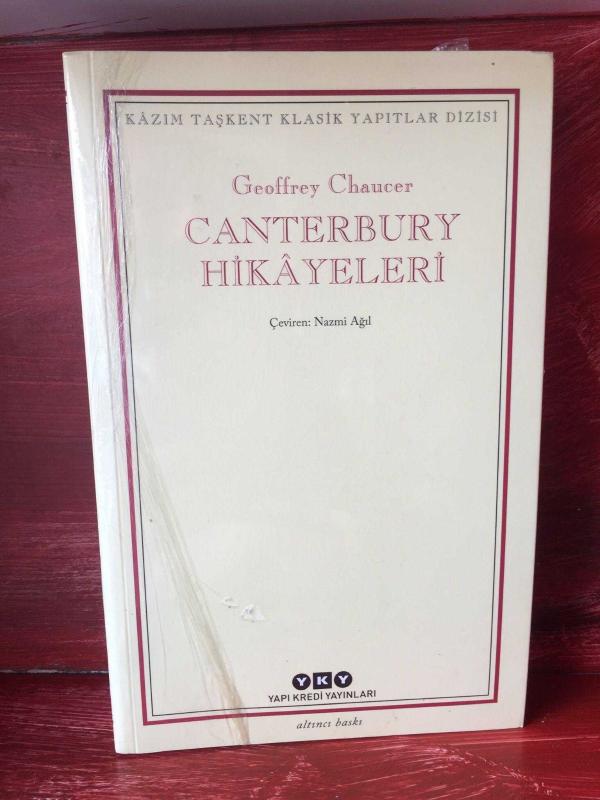 KÂZIM TAŞKENT KLASİK YAPITLAR DİZİSİ
Geoffrey Chaucer
CANTERBURY
HİKÂYELERİ
Çeviren: Nazmi Ağıl
YKY
YAPI KREDİ YAYINLARI
altıncı baskı